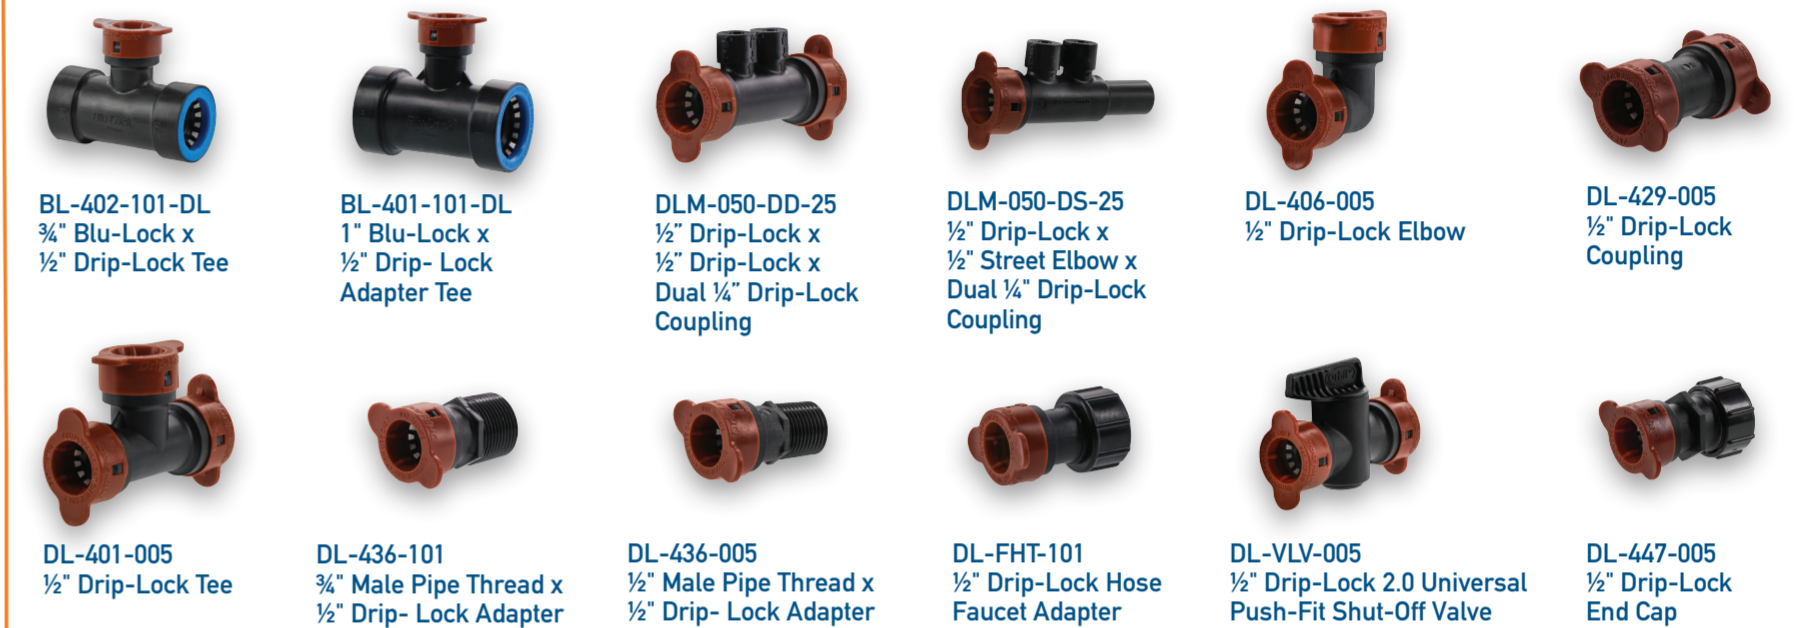 BL-402-101-DL
¾" Blu-Lock x
½" Drip-Lock Tee
BL-401-101-DL
1" Blu-Lock x
½" Drip- Lock
Adapter Tee
DLM-050-DD-25
½” Drip-Lock x
½” Drip-Lock x
Dual ¼” Drip-Lock
Coupling
DLM-050-DS-25
½" Drip-Lock x
½" Street Elbow x
Dual ¼" Drip-Lock
Coupling
DL-406-005
½" Drip-Lock Elbow
DL-429-005
½" Drip-Lock
Coupling
DL-401-005
½" Drip-Lock Tee
DL-436-101
¾" Male Pipe Thread x
½" Drip- Lock Adapter
DL-436-005
½" Male Pipe Thread x
½" Drip- Lock Adapter
DL-FHT-101
½" Drip-Lock Hose
Faucet Adapter
DL-VLV-005
½" Drip-Lock 2.0 Universal
Push-Fit Shut-Off Valve
DL-447-005
½" Drip-Lock
End Cap